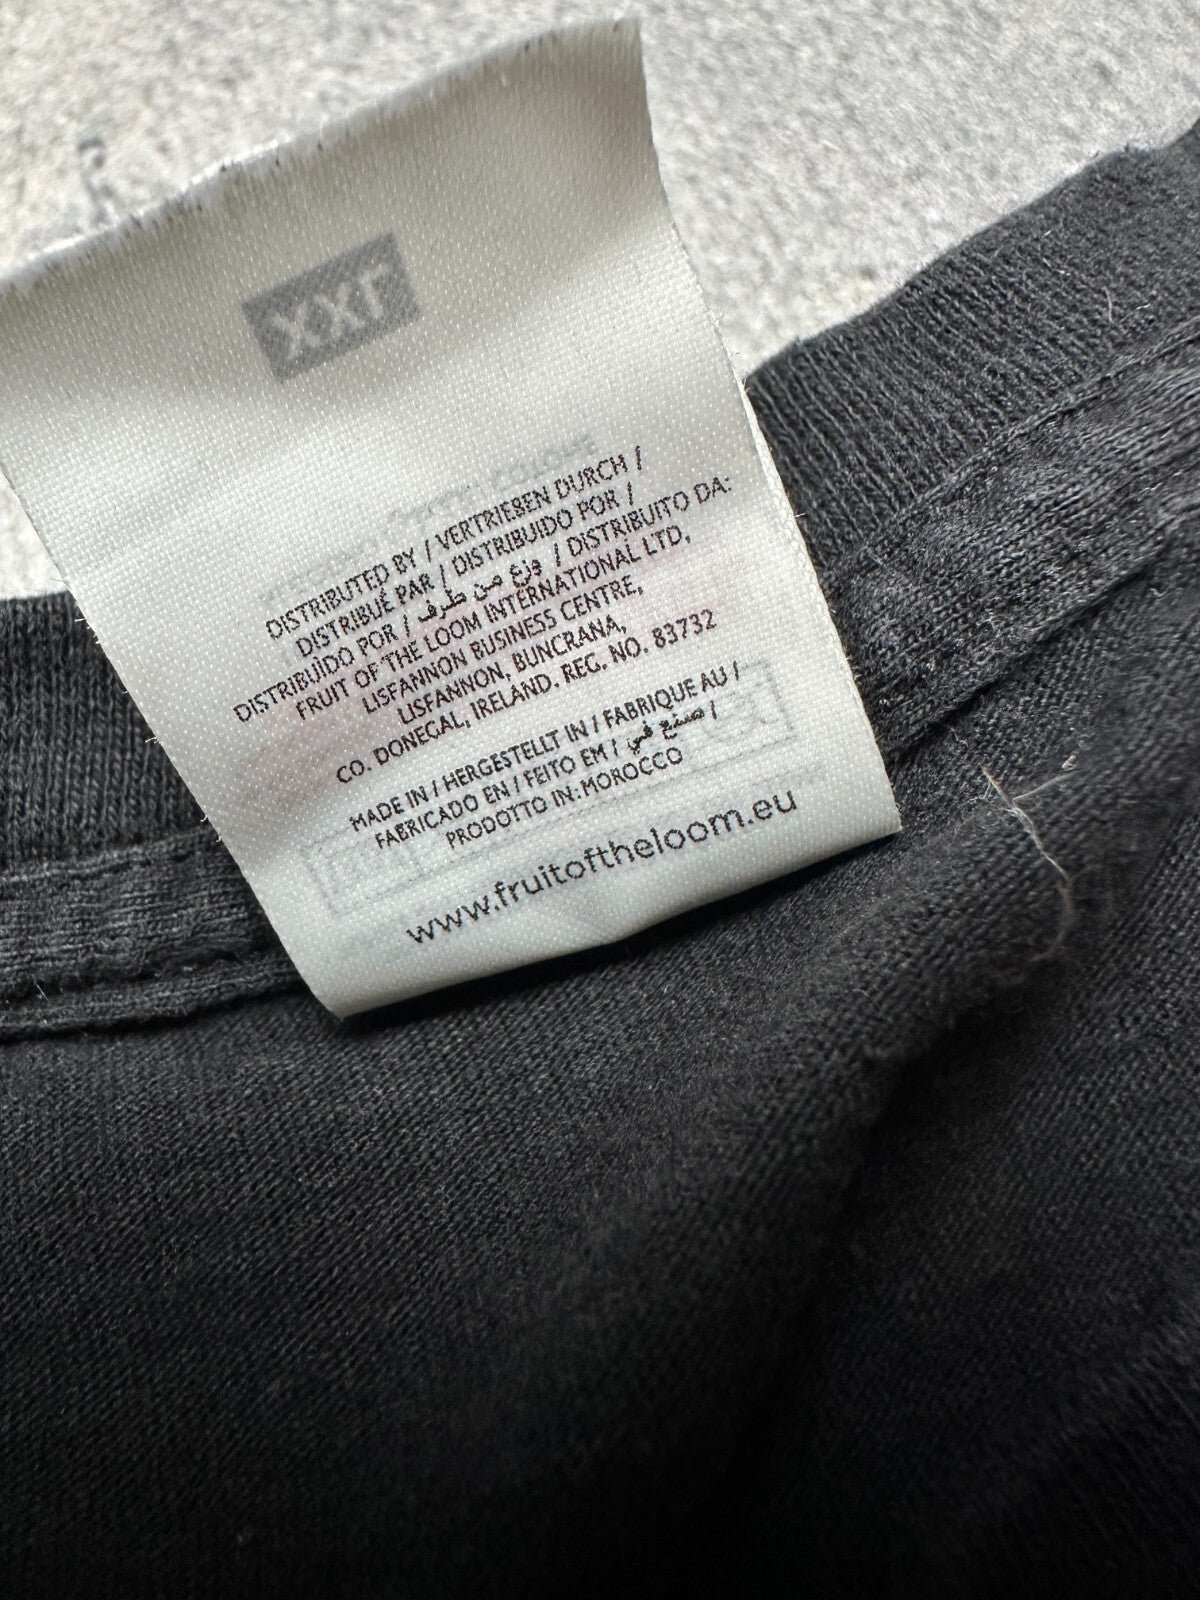 XXL
DISTRIBUTED BY / VERTRIEBEN DURCH /
DISTRIBUÉ PAR / DISTRIBUIDO POR /
DISTRIBUÍDO POR / وزع من طرف / DISTRIBUITO DA:
FRUIT OF THE LOOM INTERNATIONAL LTD,
LISFANNON BUSINESS CENTRE,
LISFANNON, BUNCRANA,
CO. DONEGAL, IRELAND. REG. NO. 83732
MADE IN / HERGESTELLT IN / FABRIQUE AU /
FABRICADO EN / FEITO EM / صنع في /
PRODOTTO IN: MOROCCO
www.fruitoftheloom.eu